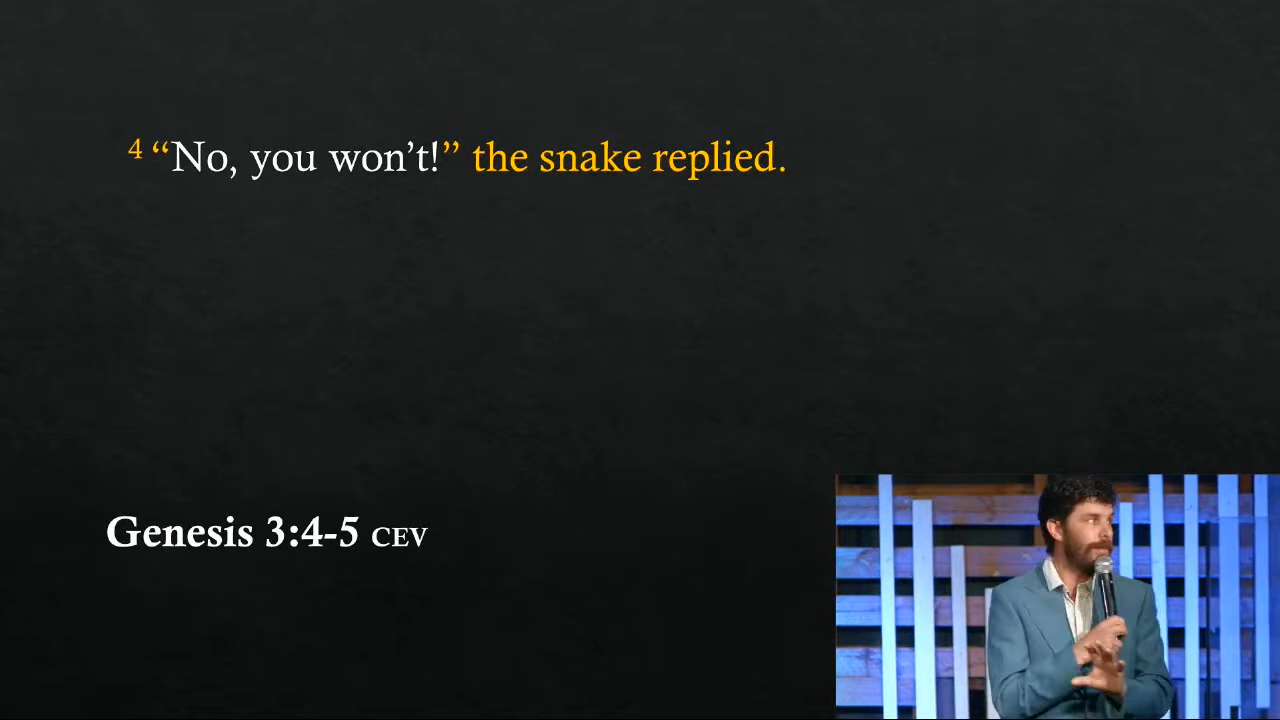 4 “No, you won’t!” the snake replied.
Genesis 3:4-5 CEV